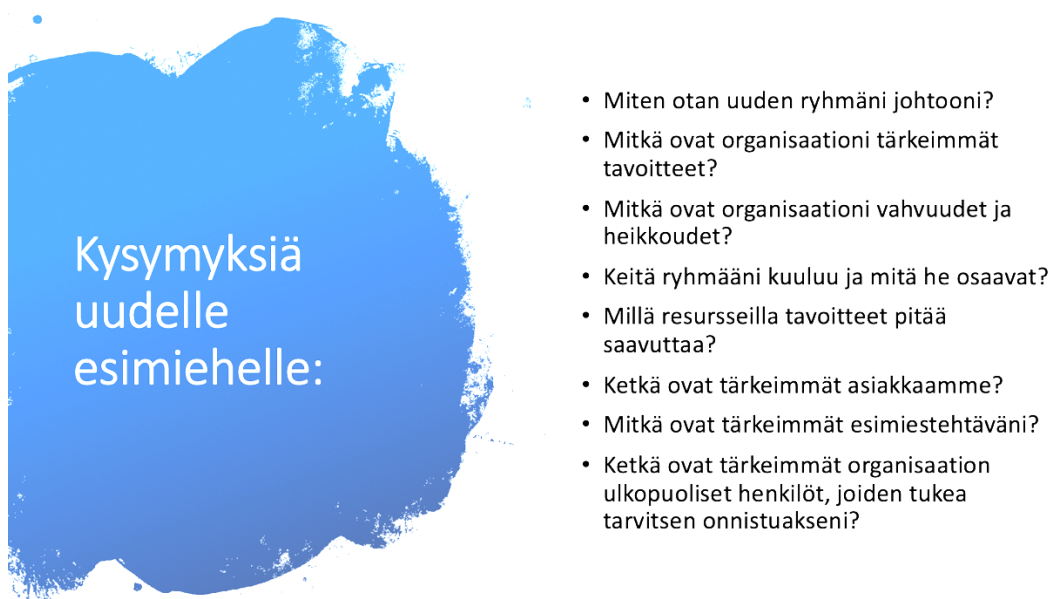 Kysymyksiä
uudelle
esimiehelle:
• Miten otan uuden ryhmäni johtooni?
• Mitkä ovat organisaationi tärkeimmät
tavoitteet?
• Mitkä ovat organisaationi vahvuudet ja
heikkoudet?
• Keitä ryhmääni kuuluu ja mitä he osaavat?
• Millä resursseilla tavoitteet pitää
saavuttaa?
• Ketkä ovat tärkeimmät asiakkaamme?
• Mitkä ovat tärkeimmät esimiestehtäväni?
• Ketkä ovat tärkeimmät organisaation
ulkopuoliset henkilöt, joiden tukea
tarvitsen onnistuakseni?